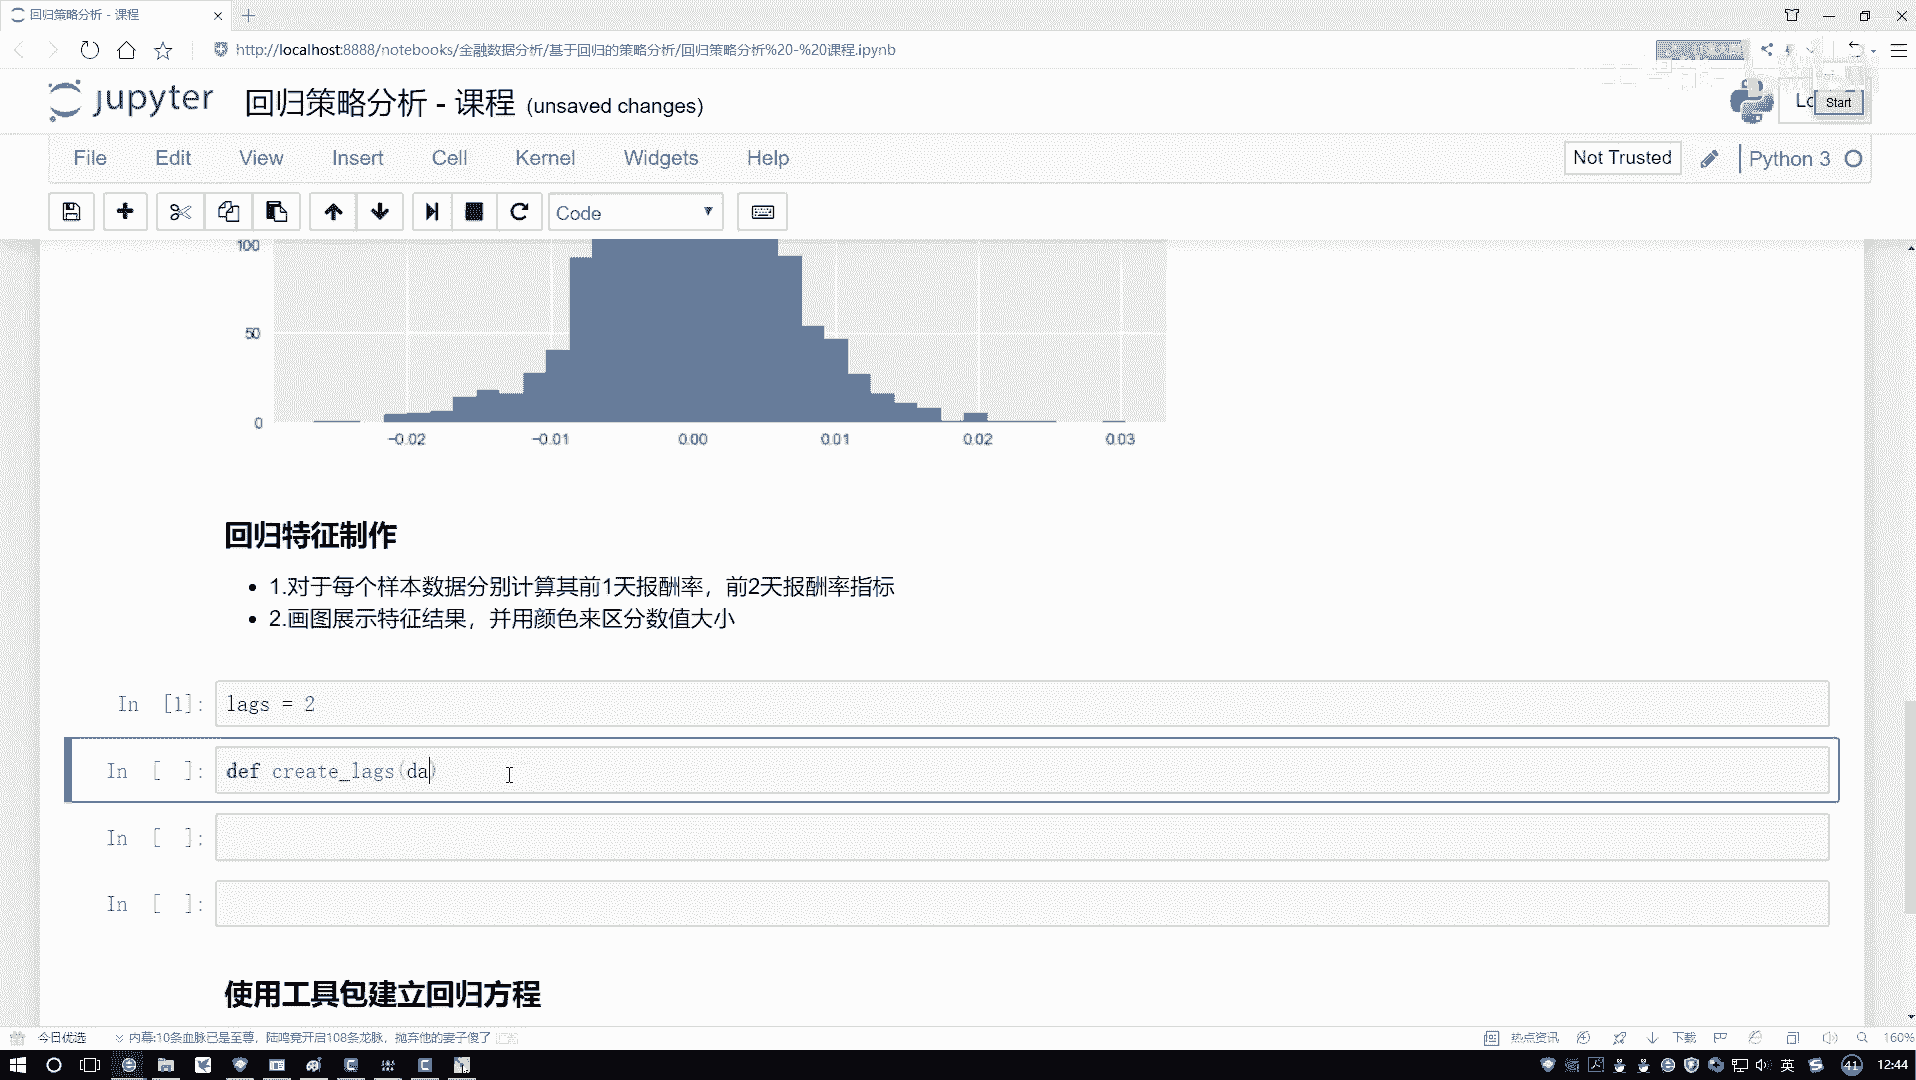 回归策略分析 - 课程
http://localhost:8888/notebooks/金融数据分析/基于回归的策略分析/回归策略分析%20-%20课程.ipynb
jupyter 回归策略分析 - 课程 (unsaved changes)
Start
File Edit View Insert Cell Kernel Widgets Help
Not Trusted
Python 3
Code
100
50
0
−0.02 −0.01 0.00 0.01 0.02 0.03
回归特征制作
1.对于每个样本数据分别计算其前1天报酬率，前2天报酬率指标
2.画图展示特征结果，并用颜色来区分数值大小
In [1]: lags = 2
In [ ]: def create_lags(da)
In [ ]:
In [ ]:
使用工具包建立回归方程
今日优选 内幕:10条血脉已是至尊，陆鸣竟开启108条龙脉，抛弃他的妻子傻了
热点资讯 下载 160%
英 41 12:44